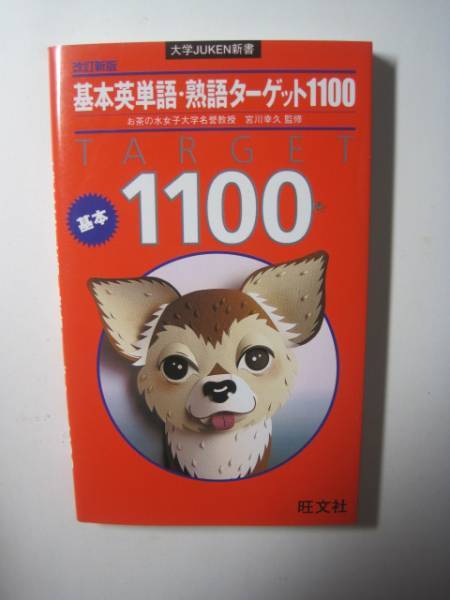 大学JUKEN新書
改訂新版
基本英単語・熟語ターゲット1100
お茶の水女子大学名誉教授 宮川幸久 監修
TARGET
基本
1100
旺文社